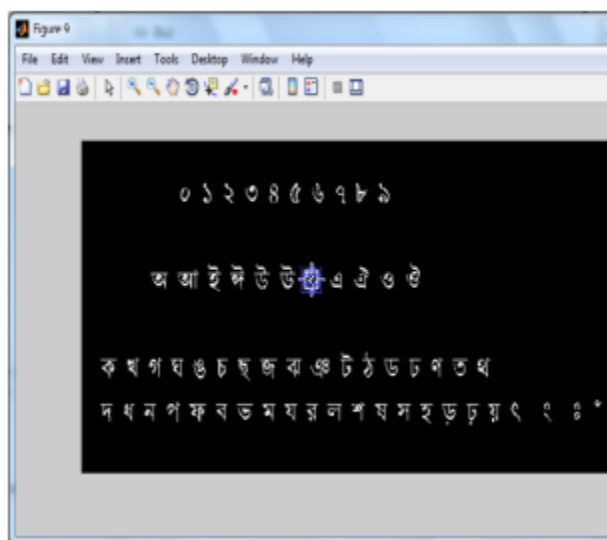 Figure 9
File Edit View Insert Tools Desktop Window Help
০ ১ ২ ৩ ৪ ৫ ৬ ৭ ৮ ৯
অ আ ই ঈ উ ঊ এ ঐ ও ঔ
ক খ গ ঘ ঙ চ ছ জ ঝ ঞ ট ঠ ড ঢ ণ ত থ
দ ধ ন প ফ ব ভ ম য র ল শ ষ স হ ড় ঢ় য় ৎ ং ঃ ঁ